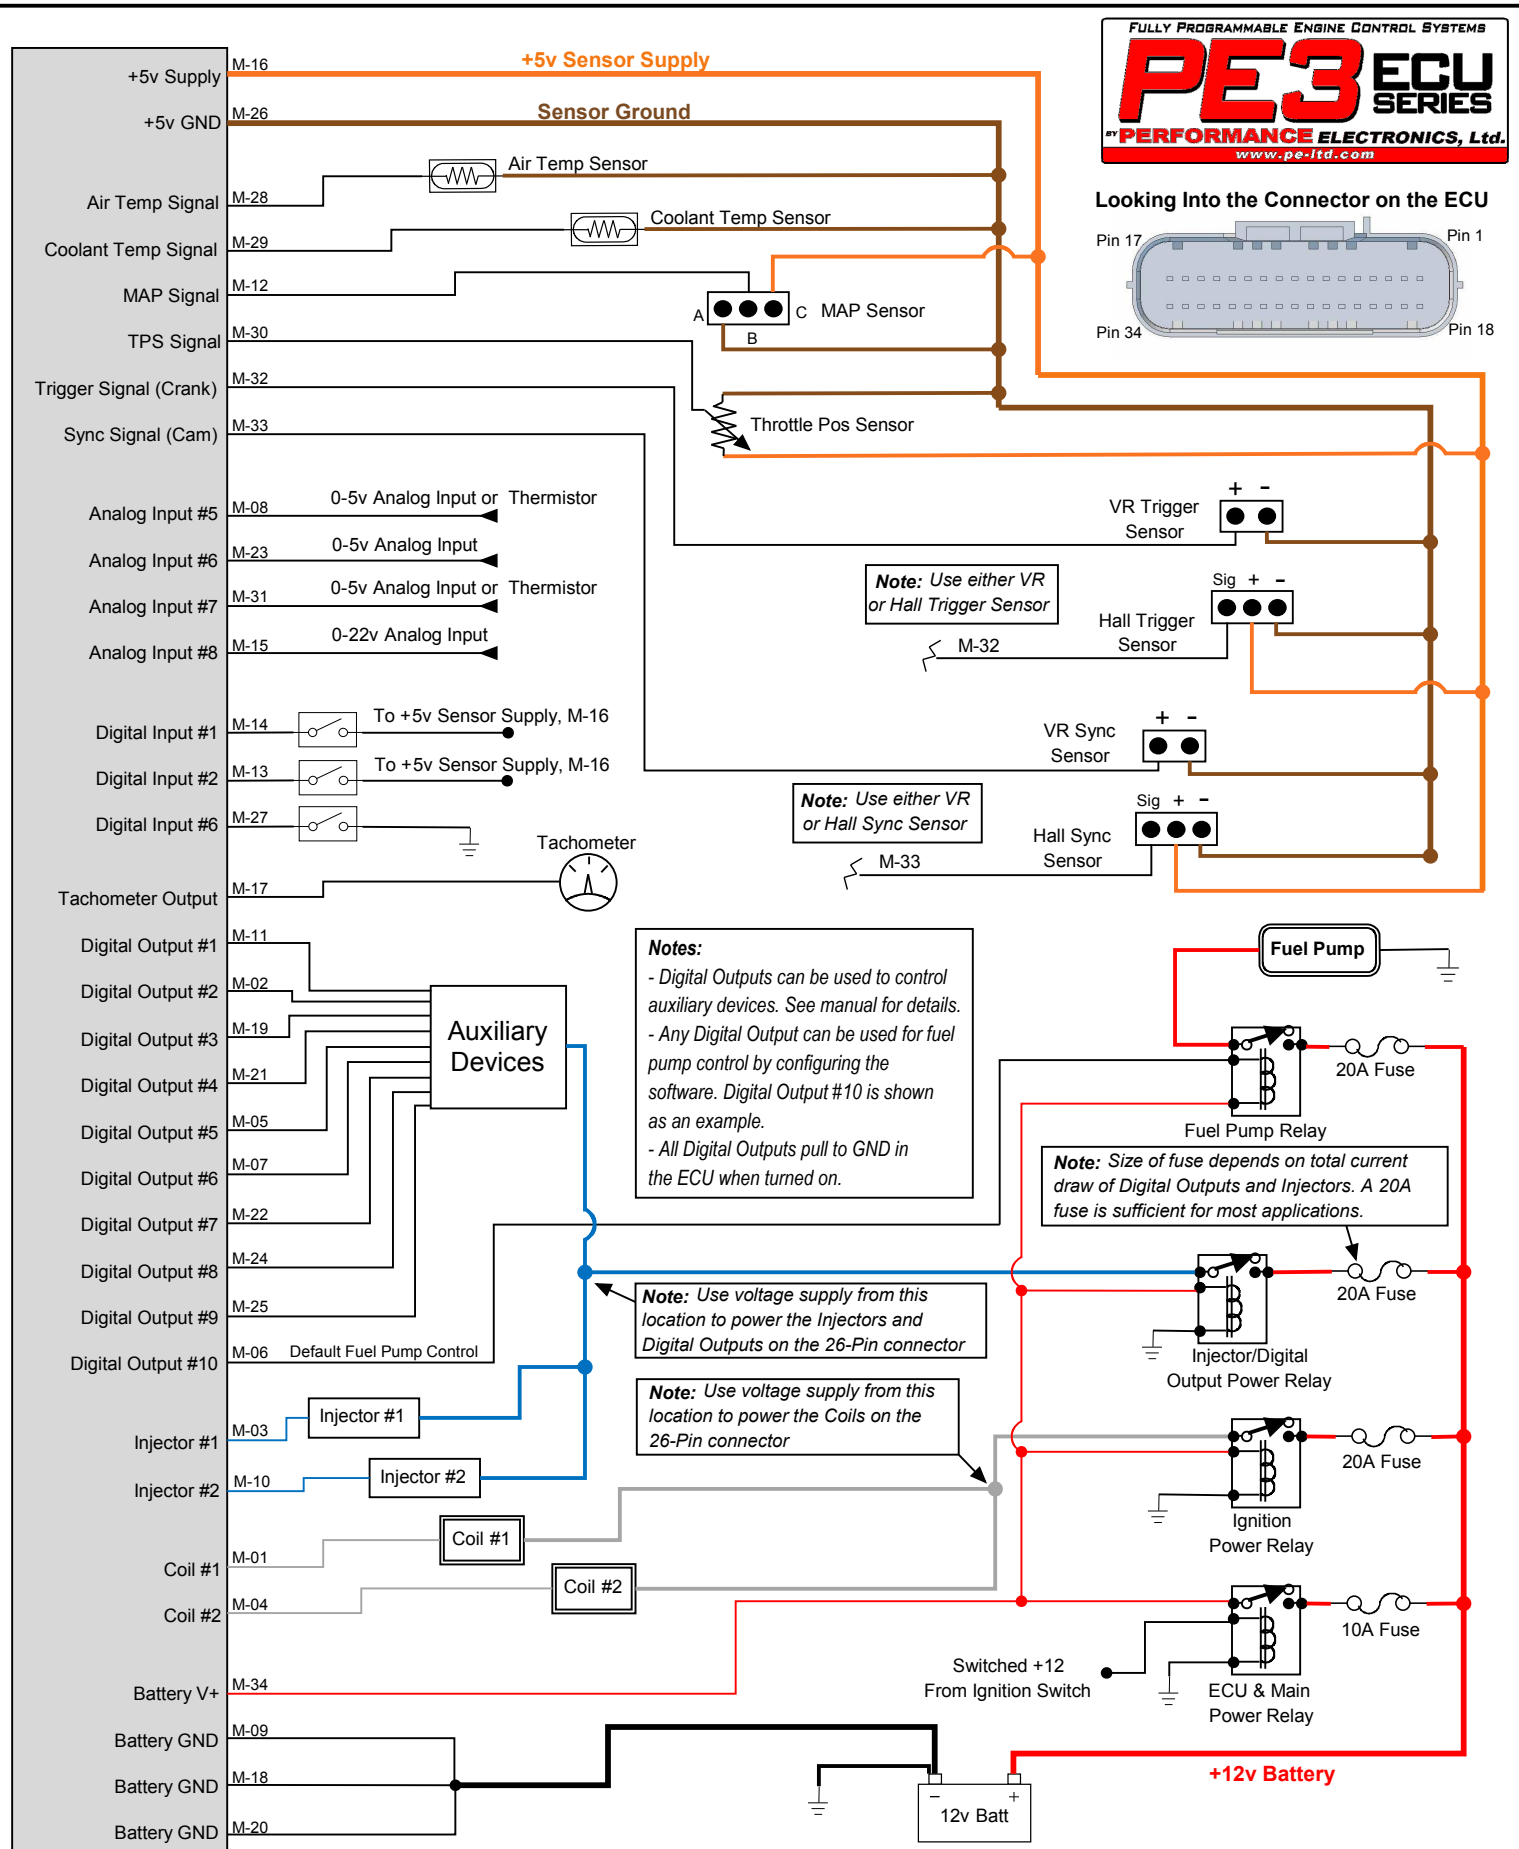 FULLY PROGRAMMABLE ENGINE CONTROL SYSTEMS
PE3 ECU SERIES
BY PERFORMANCE ELECTRONICS, Ltd.
www.pe-ltd.com
Looking Into the Connector on the ECU
Pin 17
Pin 1
Pin 34
Pin 18
+5v Supply
M-16
+5v Sensor Supply
+5v GND
M-26
Sensor Ground
Air Temp Sensor
Air Temp Signal
M-28
Coolant Temp Sensor
Coolant Temp Signal
M-29
MAP Signal
M-12
A
C
MAP Sensor
B
TPS Signal
M-30
Trigger Signal (Crank)
M-32
Sync Signal (Cam)
M-33
Throttle Pos Sensor
Analog Input #5
M-08
0-5v Analog Input or Thermistor
Analog Input #6
M-23
0-5v Analog Input
Analog Input #7
M-31
0-5v Analog Input or Thermistor
Analog Input #8
M-15
0-22v Analog Input
+ −
VR Trigger
Sensor
Note: Use either VR
or Hall Trigger Sensor
Sig + −
Hall Trigger
Sensor
M-32
Digital Input #1
M-14
To +5v Sensor Supply, M-16
Digital Input #2
M-13
To +5v Sensor Supply, M-16
Digital Input #6
M-27
+ −
VR Sync
Sensor
Note: Use either VR
or Hall Sync Sensor
Sig + −
Hall Sync
Sensor
M-33
Tachometer
Tachometer Output
M-17
Digital Output #1
M-11
Digital Output #2
M-02
Digital Output #3
M-19
Digital Output #4
M-21
Digital Output #5
M-05
Digital Output #6
M-07
Digital Output #7
M-22
Digital Output #8
M-24
Digital Output #9
M-25
Digital Output #10
M-06
Default Fuel Pump Control
Auxiliary
Devices
Notes:
- Digital Outputs can be used to control
auxiliary devices. See manual for details.
- Any Digital Output can be used for fuel
pump control by configuring the
software. Digital Output #10 is shown
as an example.
- All Digital Outputs pull to GND in
the ECU when turned on.
Fuel Pump
20A Fuse
Fuel Pump Relay
Note: Size of fuse depends on total current
draw of Digital Outputs and Injectors. A 20A
fuse is sufficient for most applications.
20A Fuse
Injector/Digital
Output Power Relay
Note: Use voltage supply from this
location to power the Injectors and
Digital Outputs on the 26-Pin connector
Note: Use voltage supply from this
location to power the Coils on the
26-Pin connector
Injector #1
M-03
Injector #1
Injector #2
M-10
Injector #2
20A Fuse
Ignition
Power Relay
Coil #1
M-01
Coil #1
Coil #2
M-04
Coil #2
10A Fuse
Switched +12
From Ignition Switch
ECU & Main
Power Relay
Battery V+
M-34
Battery GND
M-09
Battery GND
M-18
Battery GND
M-20
− +
12v Batt
+12v Battery